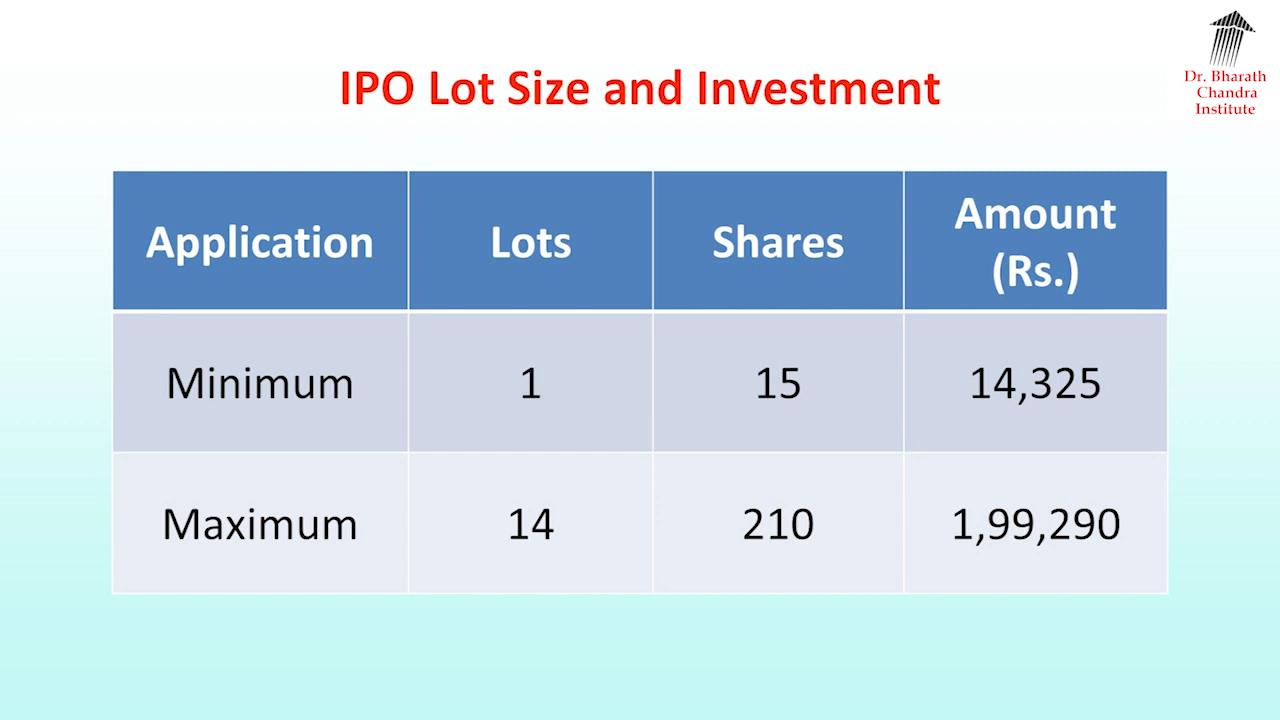 IPO Lot Size and Investment
Dr. Bharath
Chandra
Institute
Application Lots Shares Amount (Rs.)
Minimum 1 15 14,325
Maximum 14 210 1,99,290